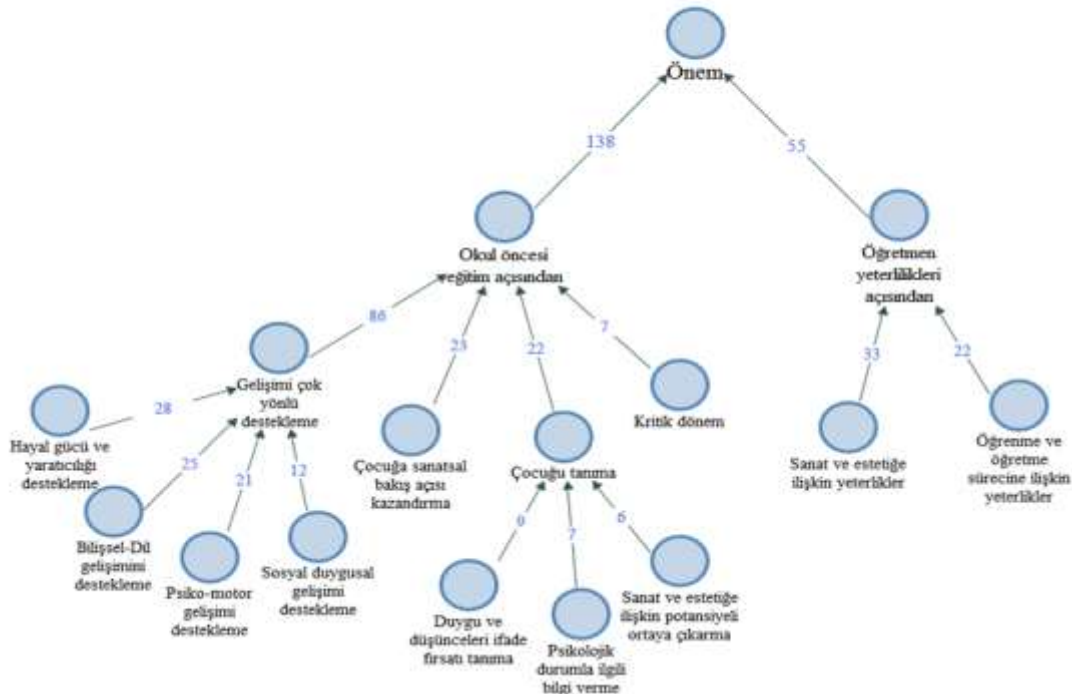 Önem
138
55
Okul öncesi
eğitim açısından
Öğretmen
yeterlilikleri
açısından
86
23
22
7
33
22
Gelişimi çok
yönlü
destekleme
28
25
21
12
Hayal gücü ve
yaratıcılığı
destekleme
Bilişsel-Dil
gelişimini
destekleme
Psiko-motor
gelişimi
destekleme
Sosyal duygusal
gelişimi
destekleme
Çocuğa sanatsal
bakış açısı
kazandırma
Çocuğu tanıma
Kritik dönem
7
6
Duygu ve
düşünceleri ifade
fırsatı tanıma
Psikolojik
durumla ilgili
bilgi verme
Sanat ve estetiğe
ilişkin potansiyeli
ortaya çıkarma
Sanat ve estetiğe
ilişkin yeterlikler
Öğrenme ve
öğretme
sürecine ilişkin
yeterlikler